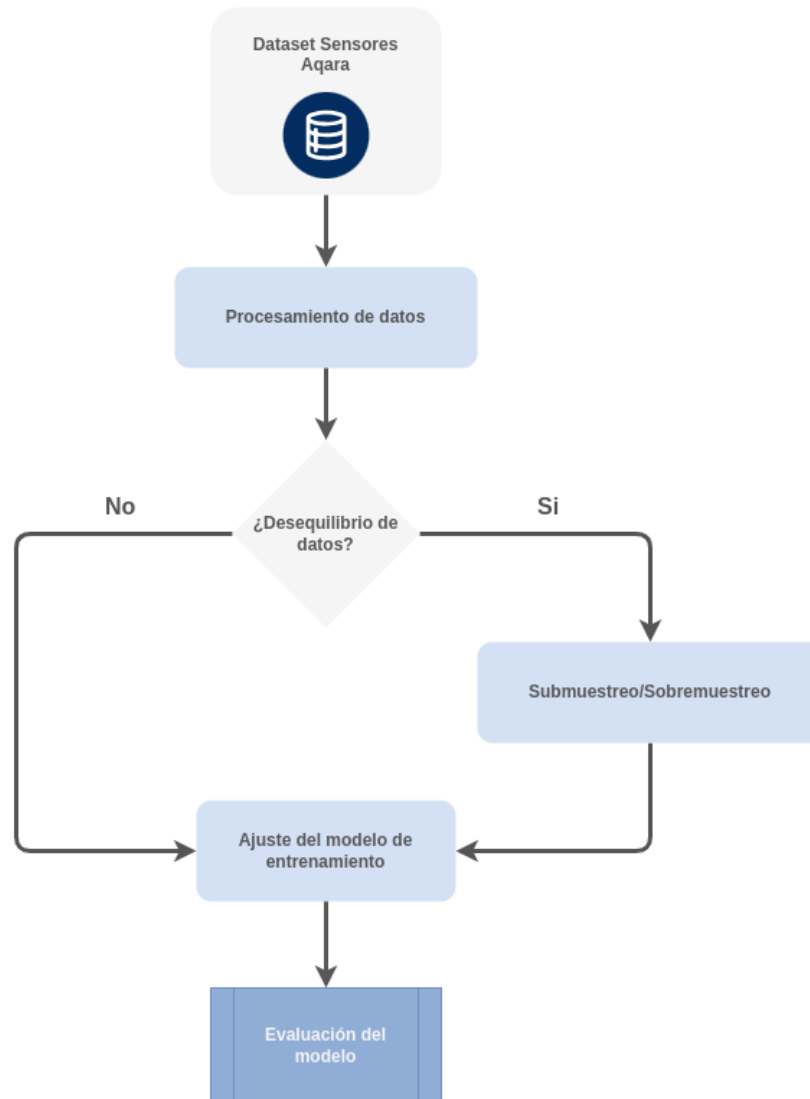 Dataset Sensores
Aqara
Procesamiento de datos
No
Si
¿Desequilibrio de
datos?
Submuestreo/Sobremuestreo
Ajuste del modelo de
entrenamiento
Evaluación del
modelo